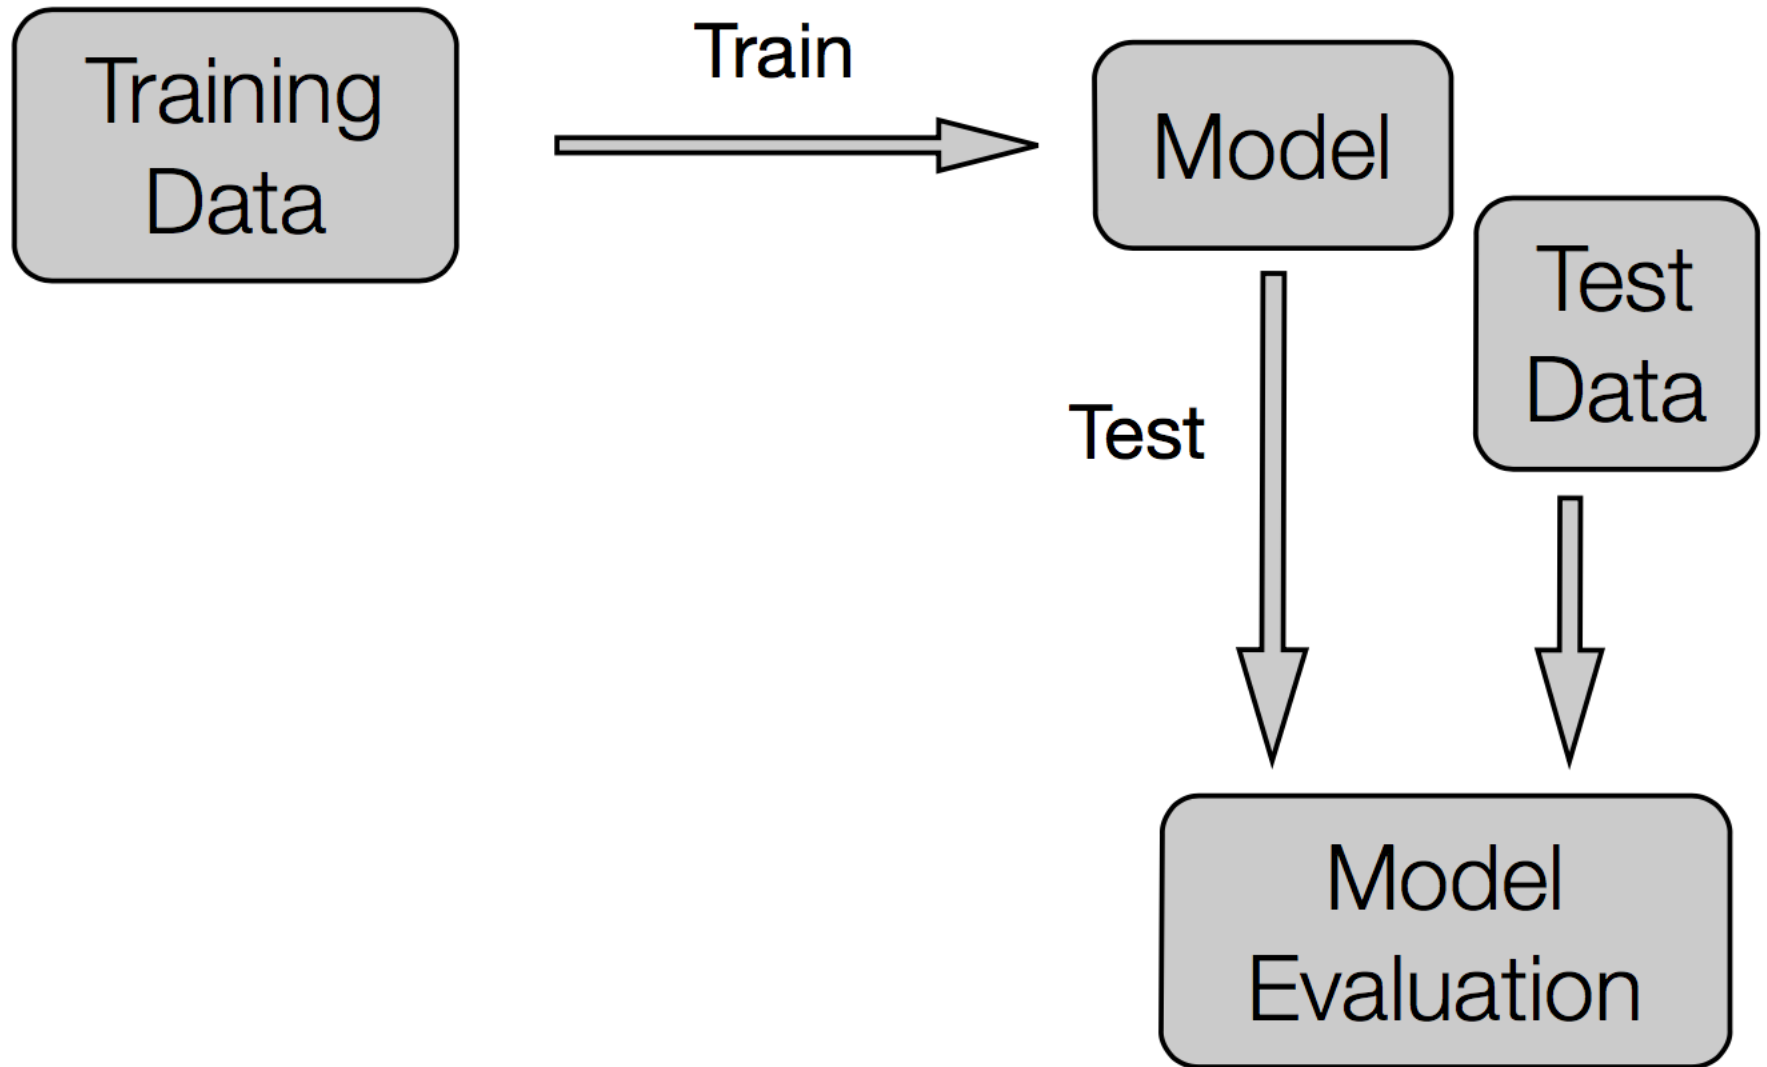 Training
Data
Train
Model
Test
Data
Test
Model
Evaluation